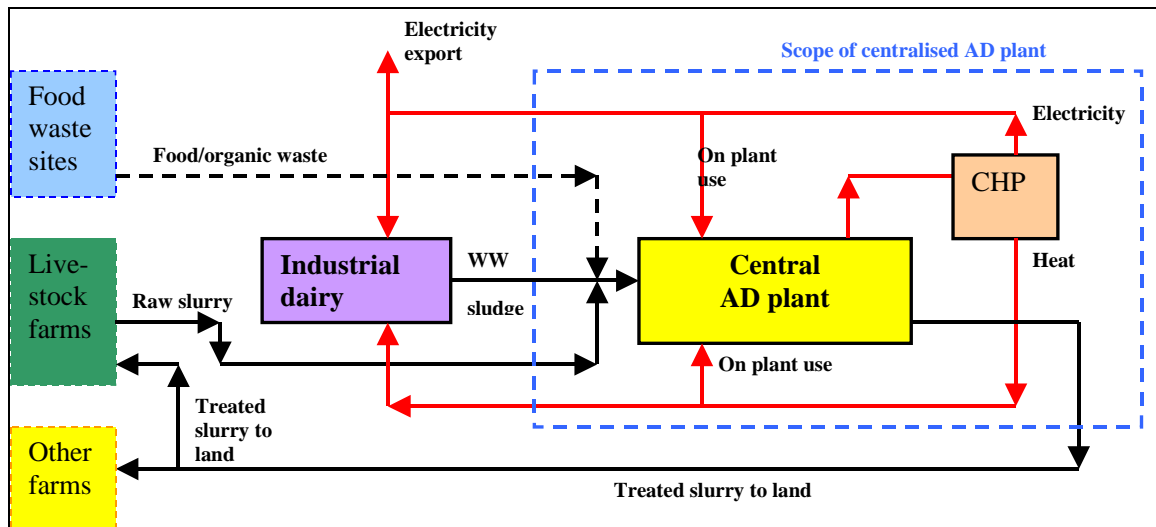 Electricity
export
Scope of centralised AD plant
Food
waste
sites
Electricity
Food/organic waste
On plant
use
CHP
Live-
stock
farms
Raw slurry
Industrial
dairy
WW
sludge
Central
AD plant
Heat
On plant use
Treated
slurry to
land
Other
farms
Treated slurry to land